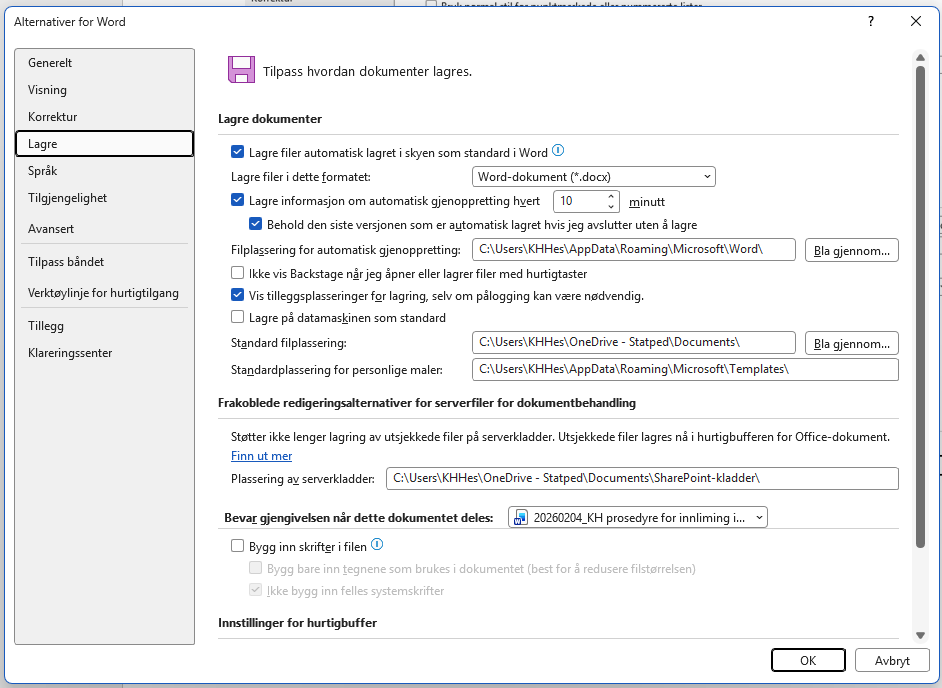 Alternativer for Word
?
Generelt
Visning
Korrektur
Lagre
Språk
Tilgjengelighet
Avansert
Tilpass båndet
Verktøylinje for hurtigtilgang
Tillegg
Klareringssenter
Tilpass hvordan dokumenter lagres.
Lagre dokumenter
Lagre filer automatisk lagret i skyen som standard i Word
Lagre filer i dette formatet: Word-dokument (*.docx)
Lagre informasjon om automatisk gjenoppretting hvert 10 minutt
Behold den siste versjonen som er automatisk lagret hvis jeg avslutter uten å lagre
Filplassering for automatisk gjenoppretting: C:\Users\KHHes\AppData\Roaming\Microsoft\Word\ Bla gjennom...
Ikke vis Backstage når jeg åpner eller lagrer filer med hurtigtaster
Vis tilleggsplasseringer for lagring, selv om pålogging kan være nødvendig.
Lagre på datamaskinen som standard
Standard filplassering: C:\Users\KHHes\OneDrive - Statped\Documents\ Bla gjennom...
Standardplassering for personlige maler: C:\Users\KHHes\AppData\Roaming\Microsoft\Templates\
Frakoblede redigeringsalternativer for serverfiler for dokumentbehandling
Støtter ikke lenger lagring av utsjekkede filer på serverkladder. Utsjekkede filer lagres nå i hurtigbufferen for Office-dokument.
Finn ut mer
Plassering av serverkladder: C:\Users\KHHes\OneDrive - Statped\Documents\SharePoint-kladder\
Bevar gjengivelsen når dette dokumentet deles: 20260204_KH prosedyre for innliming i...
Bygg inn skrifter i filen
Bygg bare inn tegnene som brukes i dokumentet (best for å redusere filstørrelsen)
Ikke bygg inn felles systemskrifter
Innstillinger for hurtigbuffer
OK Avbryt